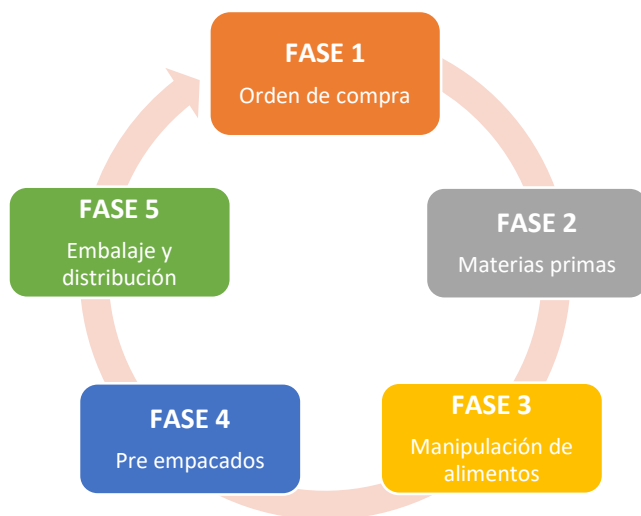 FASE 1
Orden de compra
FASE 2
Materias primas
FASE 3
Manipulación de
alimentos
FASE 4
Pre empacados
FASE 5
Embalaje y
distribución